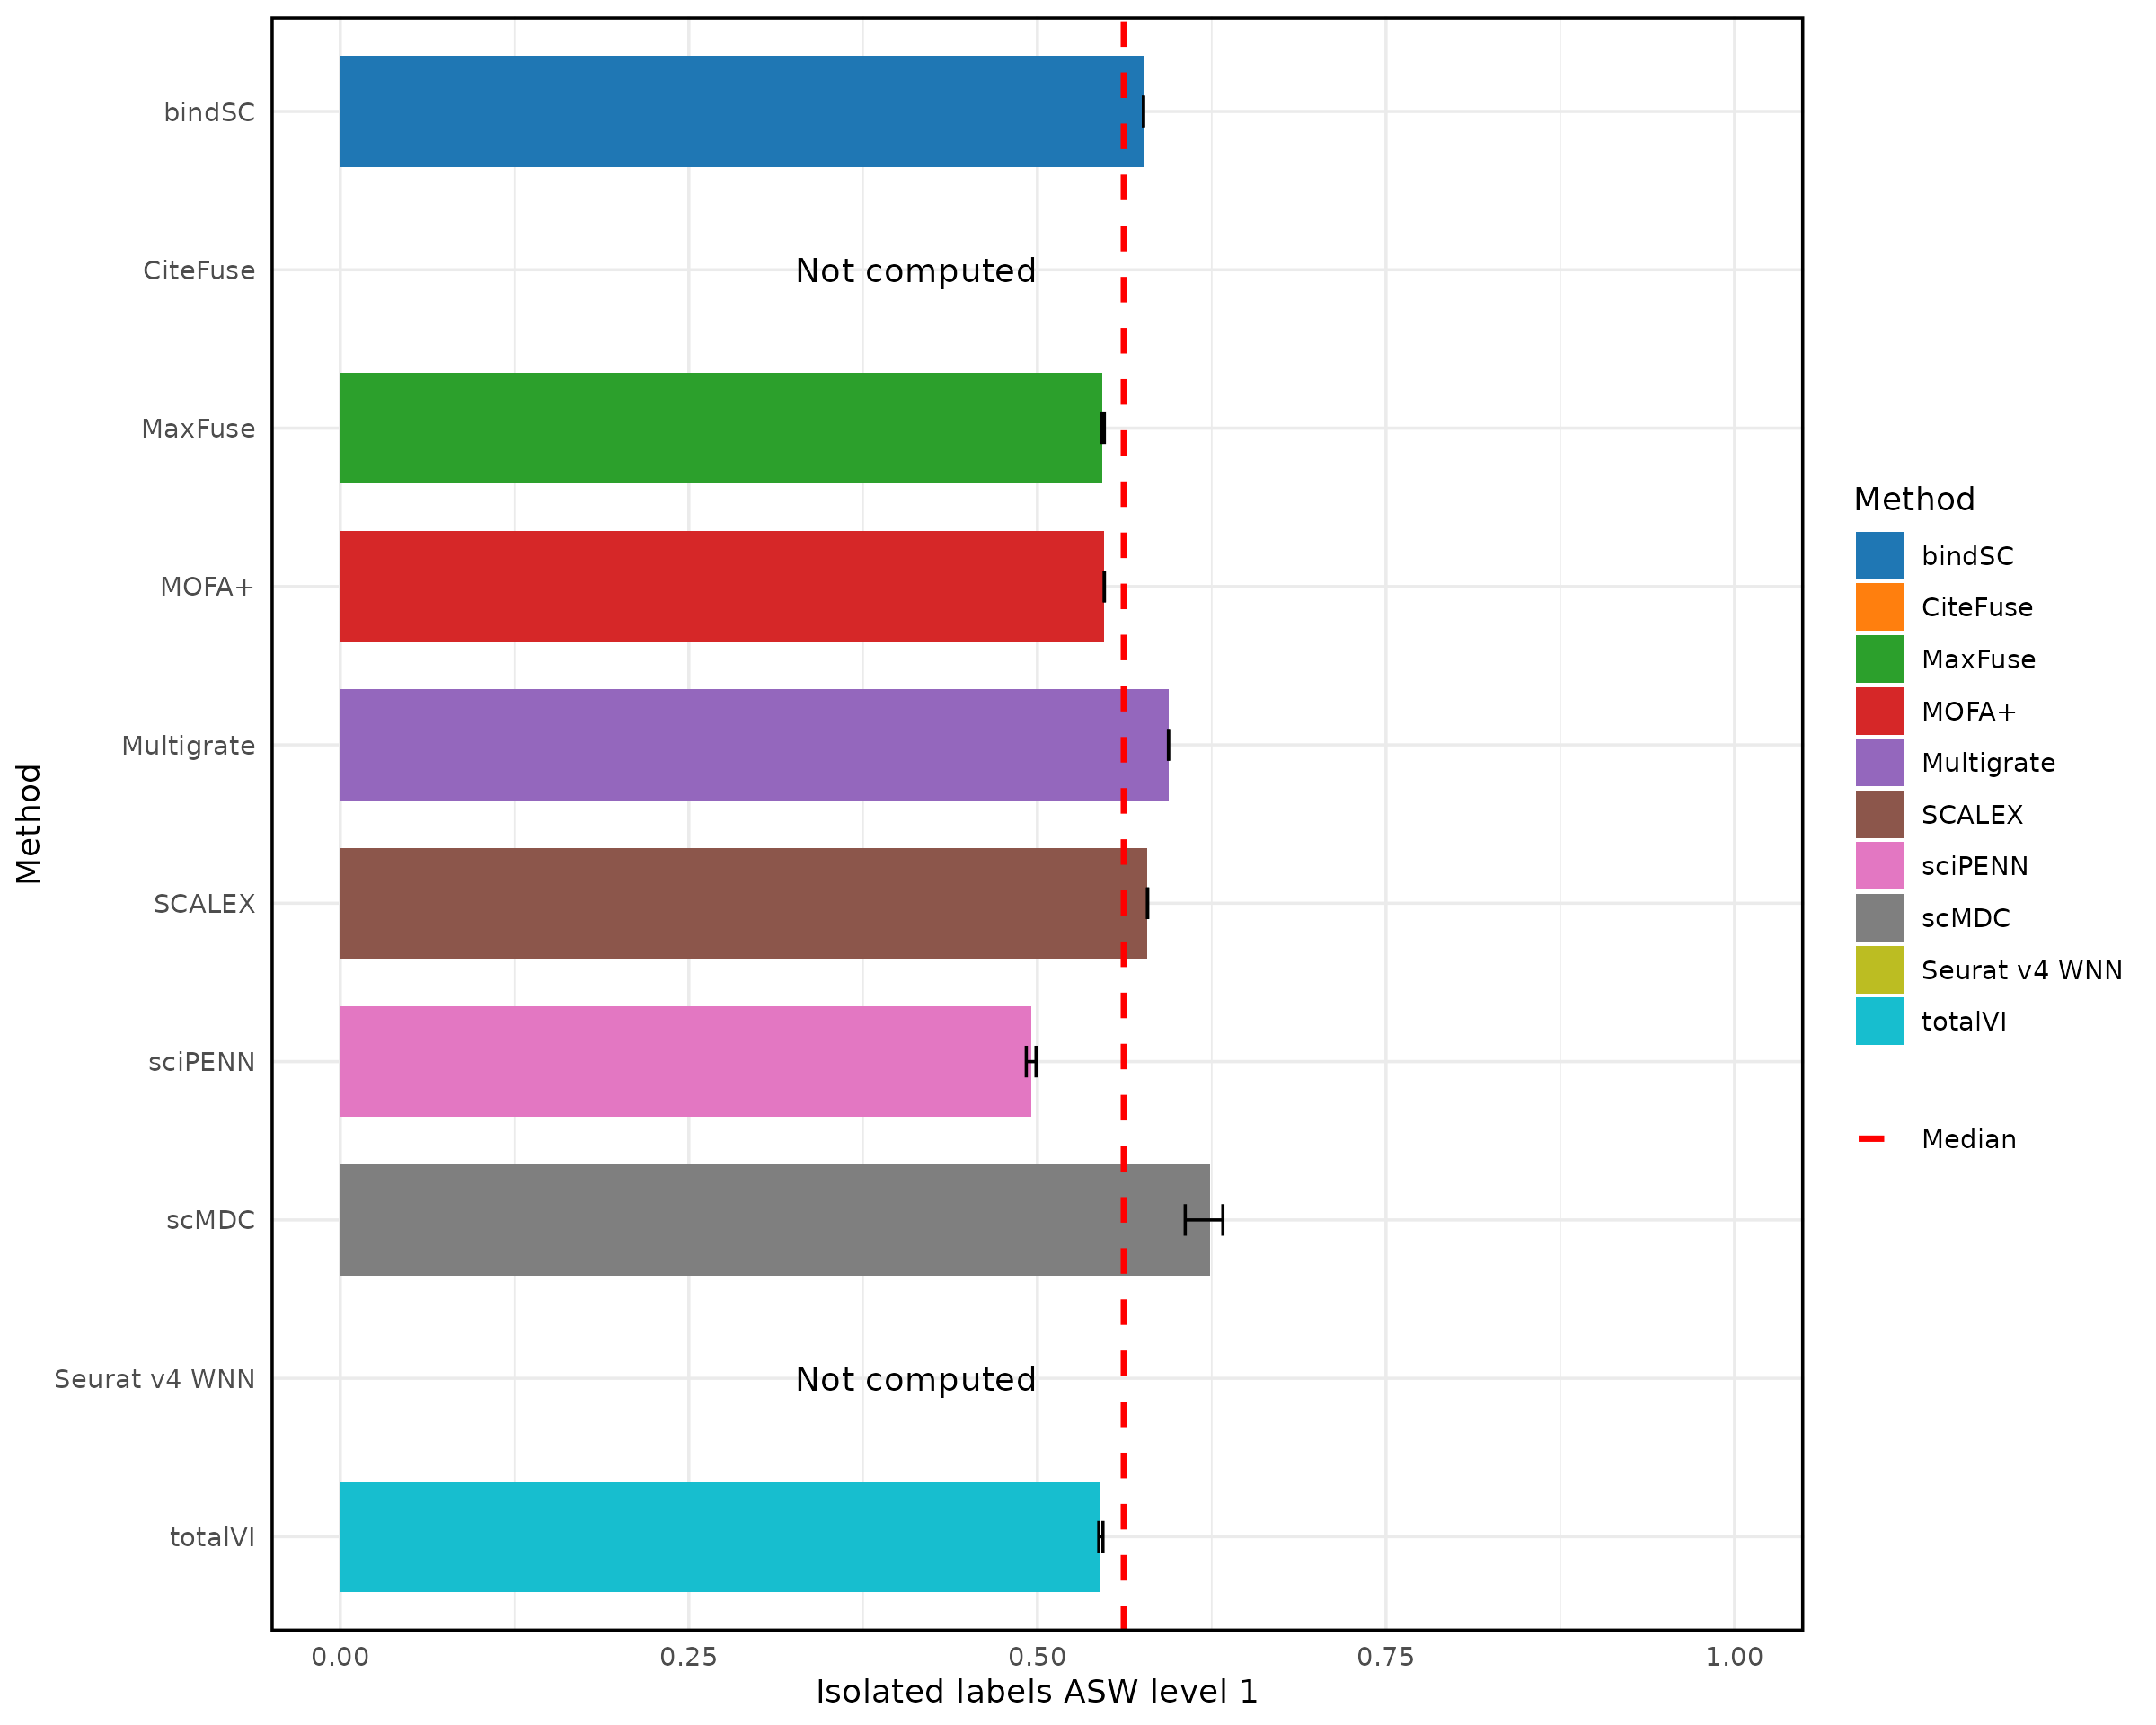 bindSC
CiteFuse
Not computed
MaxFuse
MOFA+
Multigrate
SCALEX
sciPENN
scMDC
Seurat v4 WNN
Not computed
totalVI
Method
0.00 0.25 0.50 0.75 1.00
Isolated labels ASW level 1
Method
bindSC
CiteFuse
MaxFuse
MOFA+
Multigrate
SCALEX
sciPENN
scMDC
Seurat v4 WNN
totalVI
Median